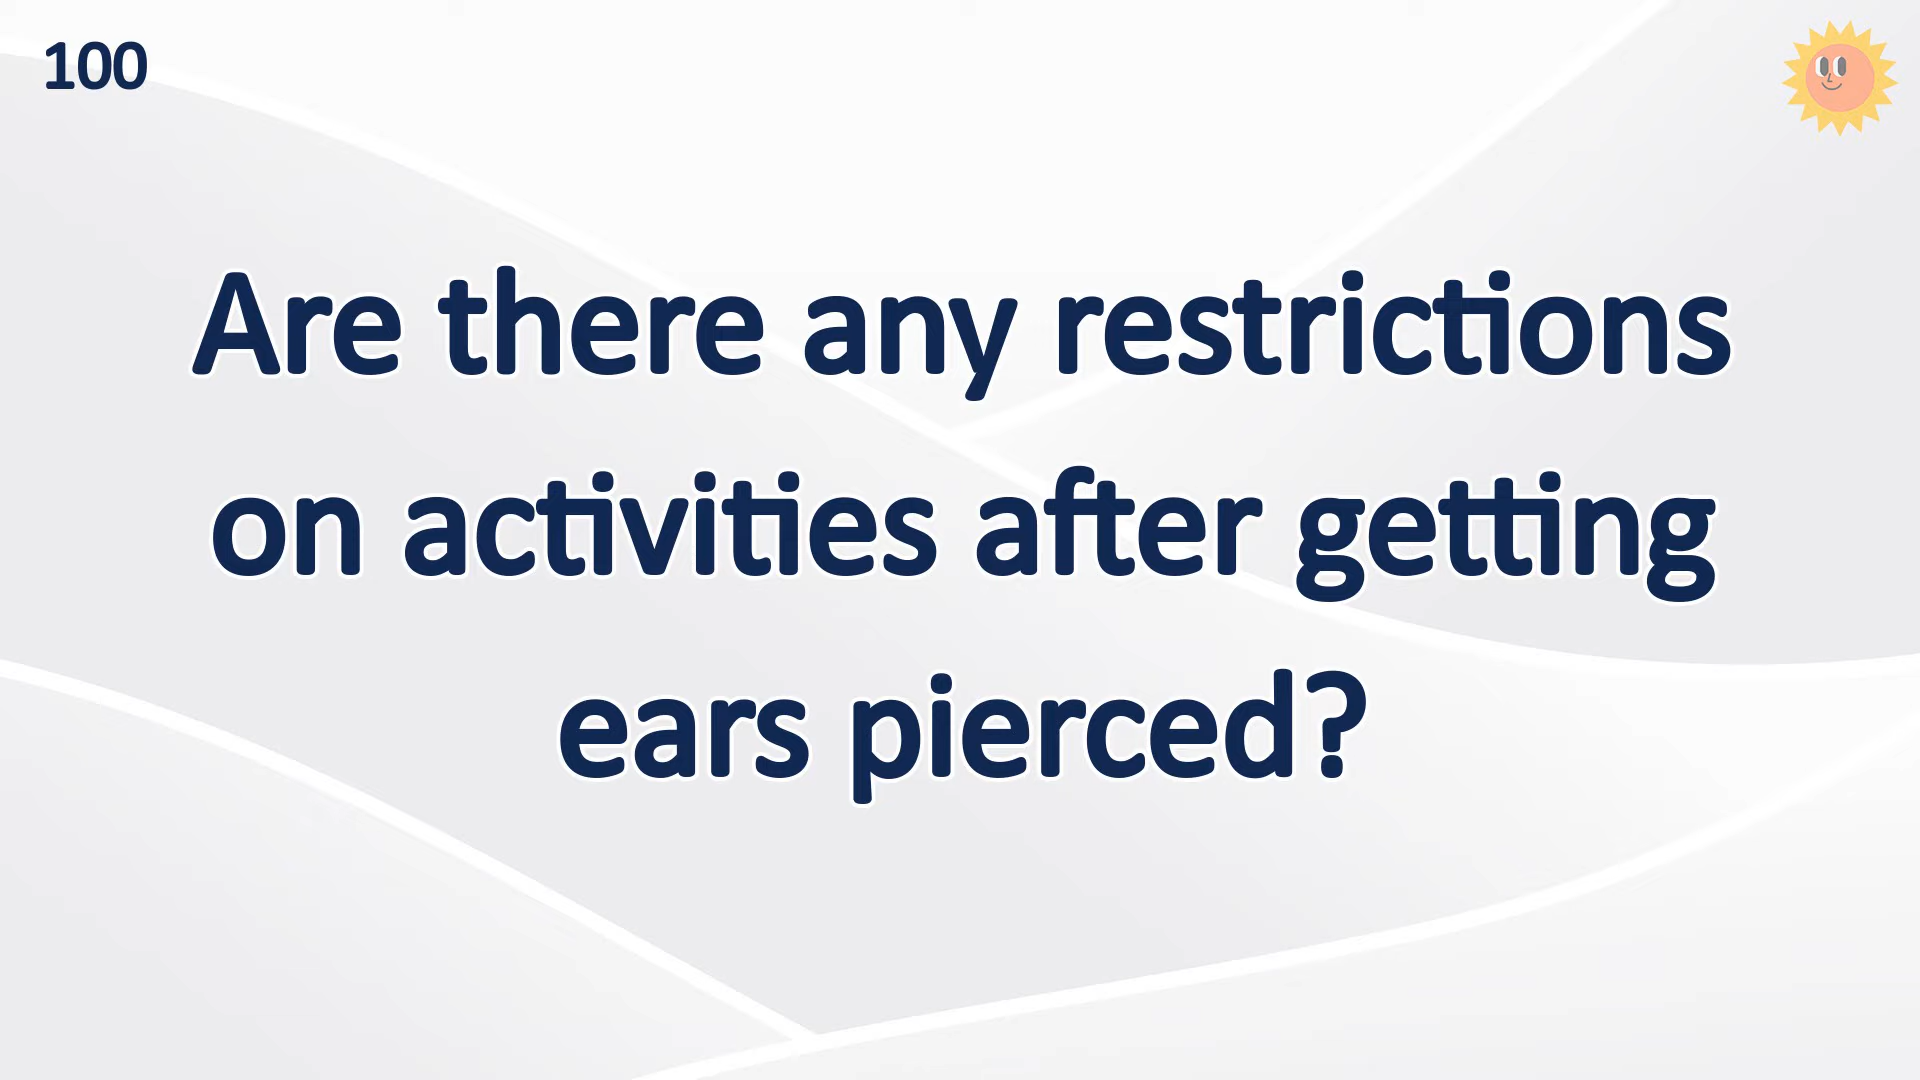 100
Are there any restrictions
on activities after getting
ears pierced?